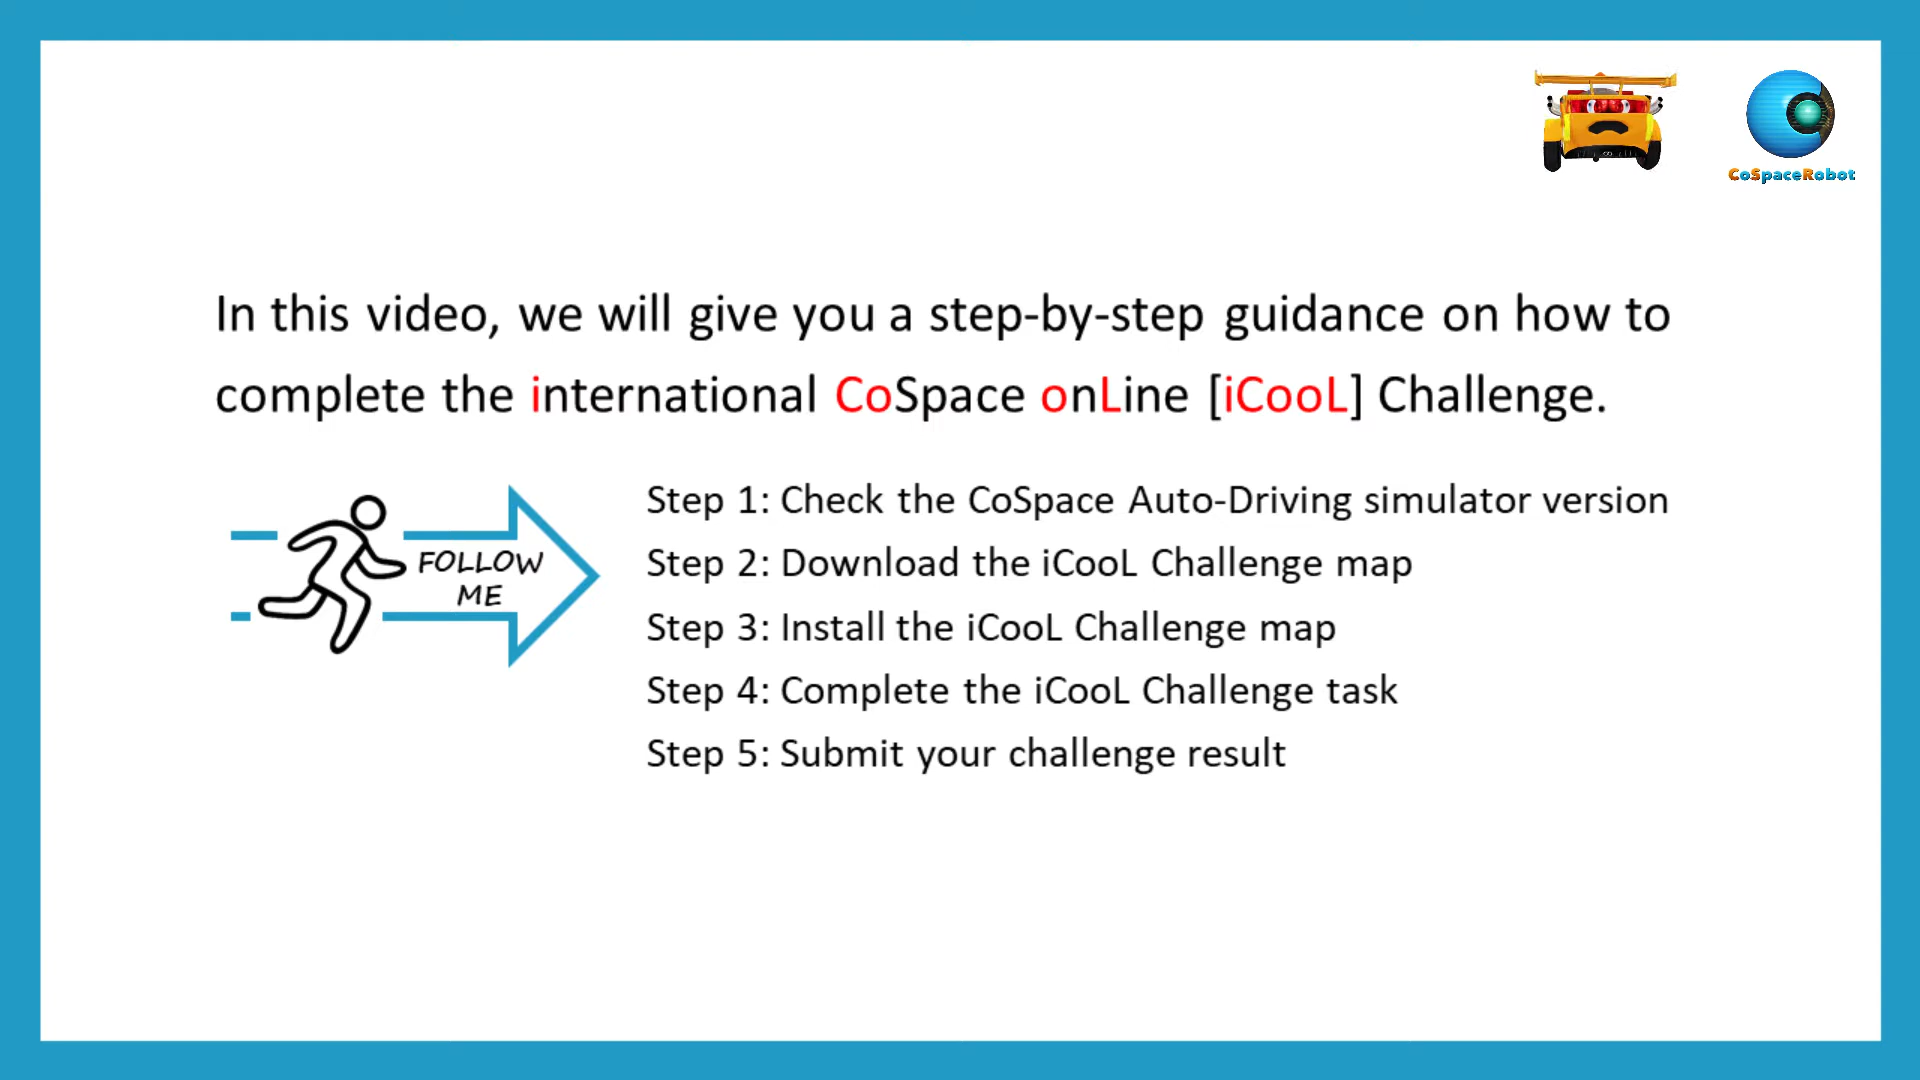 CoSpaceRobot
In this video, we will give you a step-by-step guidance on how to
complete the international CoSpace onLine [iCooL] Challenge.
FOLLOW
ME
Step 1: Check the CoSpace Auto-Driving simulator version
Step 2: Download the iCooL Challenge map
Step 3: Install the iCooL Challenge map
Step 4: Complete the iCooL Challenge task
Step 5: Submit your challenge result